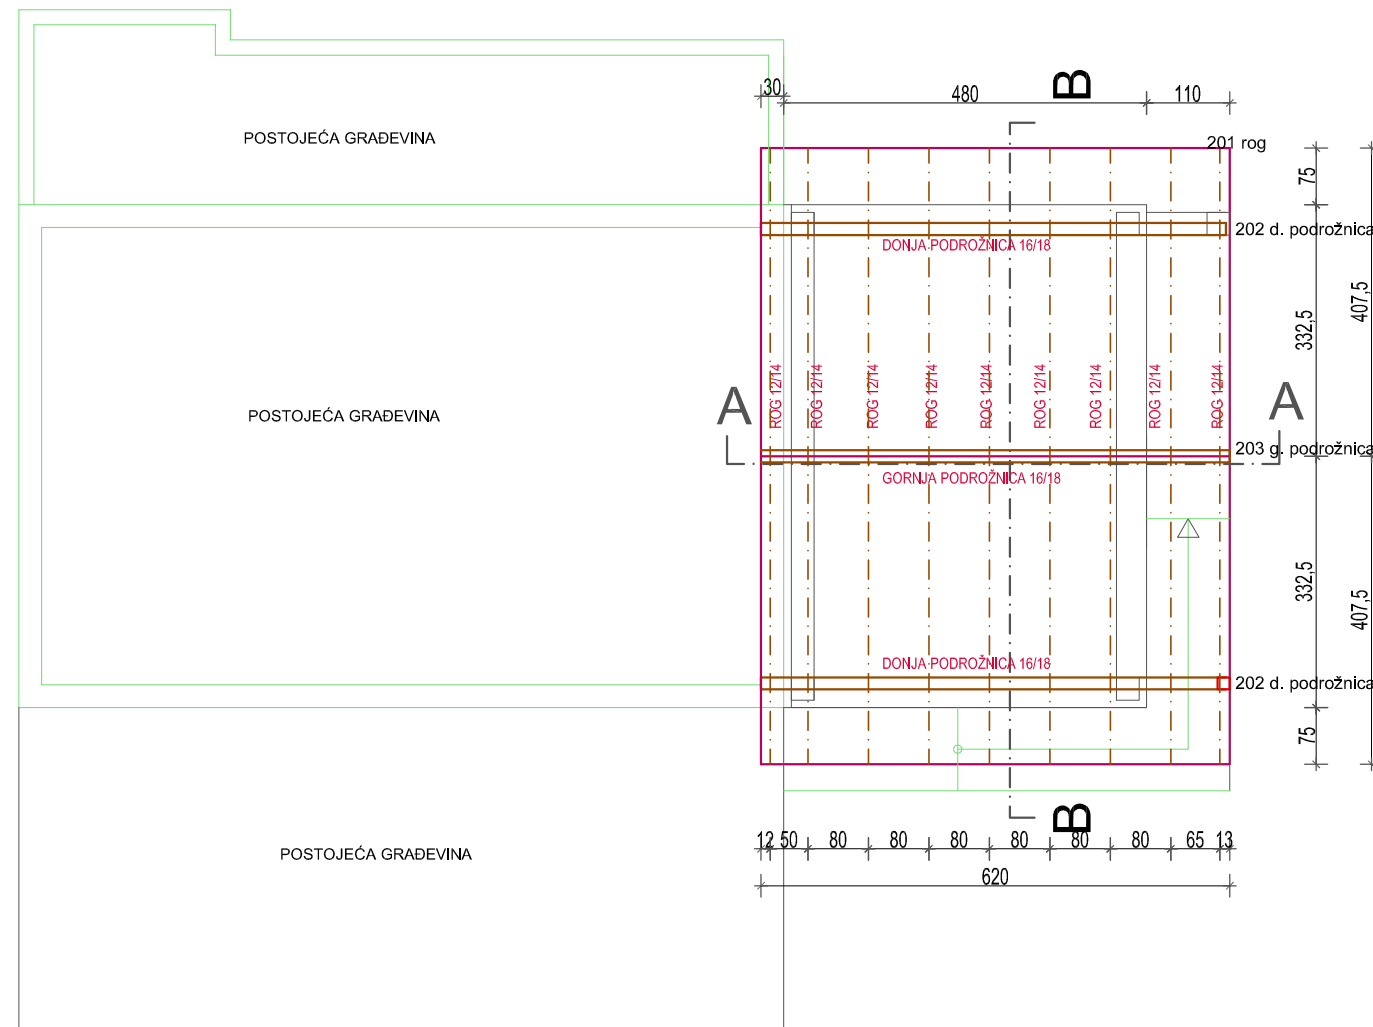 30
480
B
110
POSTOJEĆA GRAĐEVINA
201 rog
75
202 d. podrožnica
DONJA PODROŽNICA 16/18
332,5
407,5
POSTOJEĆA GRAĐEVINA
A
ROG 12/14
ROG 12/14
ROG 12/14
ROG 12/14
ROG 12/14
ROG 12/14
ROG 12/14
ROG 12/14
ROG 12/14
A
203 g. podrožnica
GORNJA PODROŽNICA 16/18
332,5
407,5
DONJA PODROŽNICA 16/18
202 d. podrožnica
75
B
POSTOJEĆA GRAĐEVINA
12 50 80 80 80 80 80 80 65 13
620